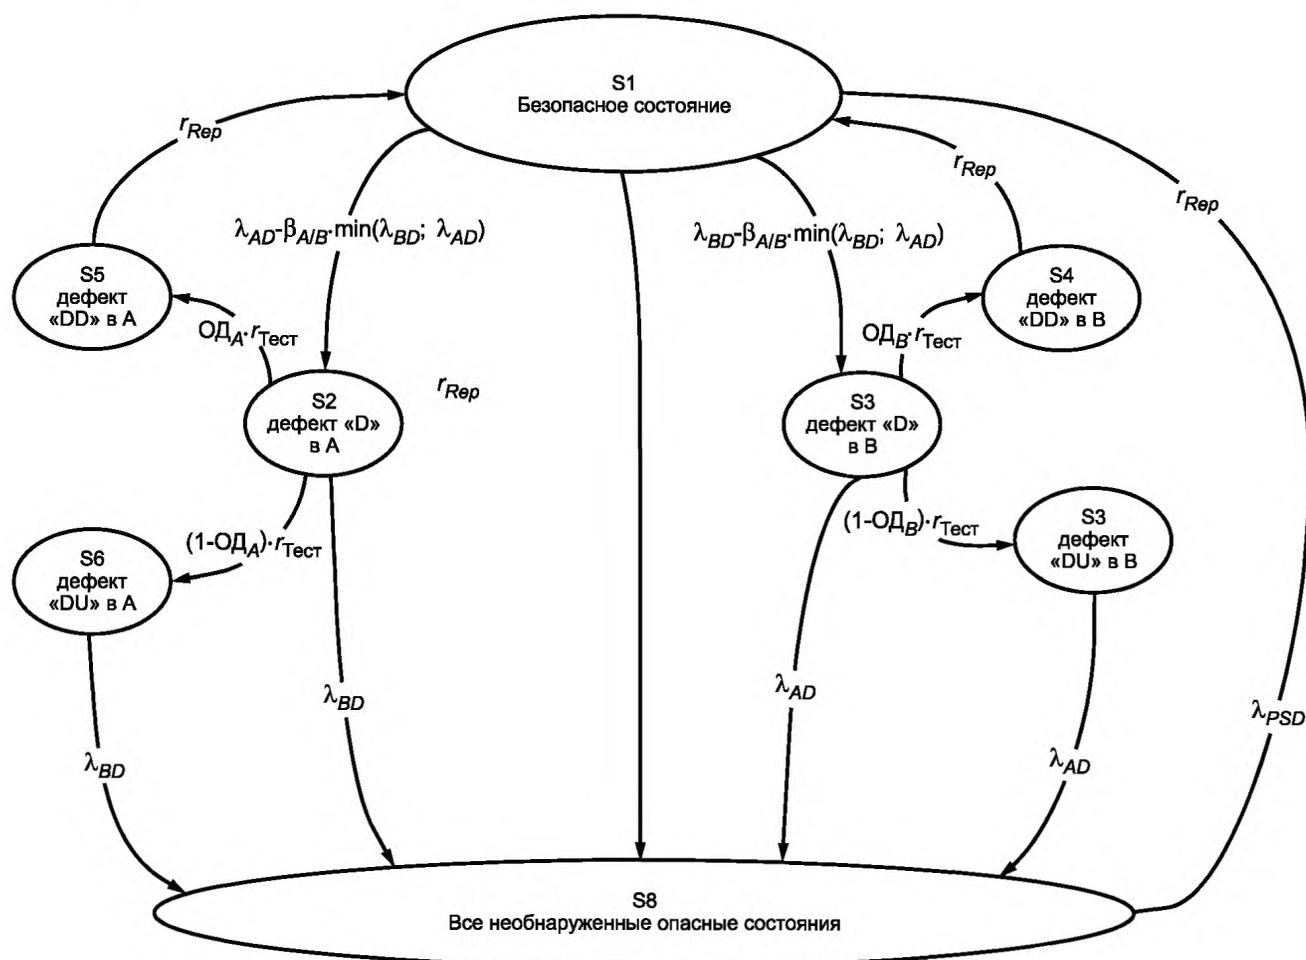 S1
Безопасное состояние
r_Rep
r_Rep
r_Rep
λ_AD-β_A/B·min(λ_BD; λ_AD)
λ_BD-β_A/B·min(λ_BD; λ_AD)
S5
дефект
«DD» в A
S4
дефект
«DD» в B
ОД_A·r_Тест
ОД_B·r_Тест
r_Rep
S2
дефект «D»
в A
S3
дефект «D»
в B
(1-ОД_A)·r_Тест
(1-ОД_B)·r_Тест
S6
дефект
«DU» в A
S3
дефект
«DU» в B
λ_BD
λ_AD
λ_PSD
λ_BD
λ_AD
S8
Все необнаруженные опасные состояния